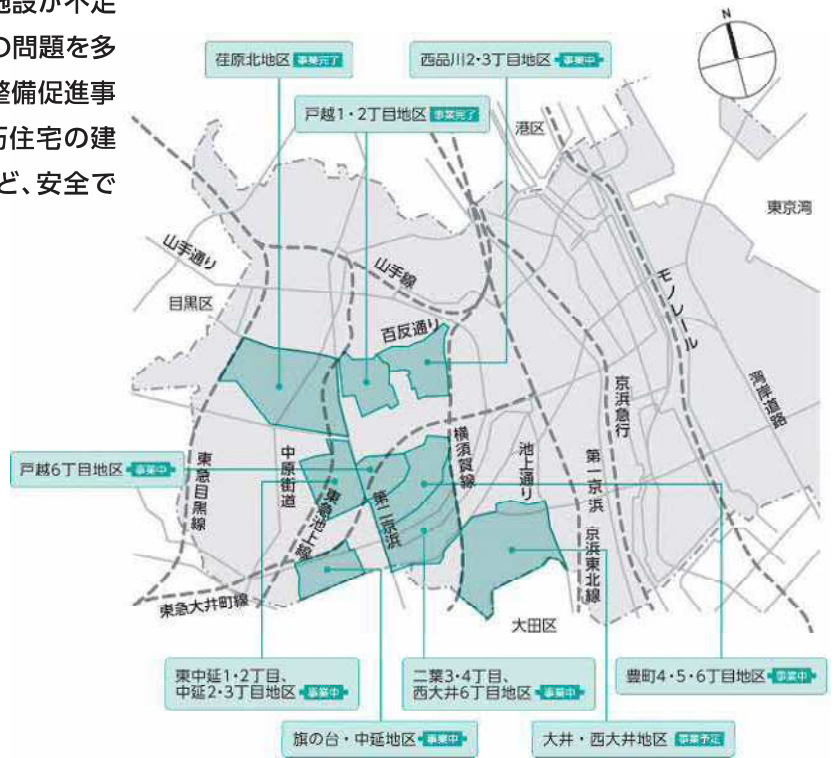 施設が不足
の問題を多
整備促進事
住宅の建
ど、安全で
N
荏原北地区 事業完了
西品川2・3丁目地区 事業中
戸越1・2丁目地区 事業完了
港区
東京湾
山手通り
山手線
モノレール
目黒区
百反通り
湾岸道路
京浜急行
戸越6丁目地区 事業中
東急目黒線
中原街道
東急池上線
第二京浜
横須賀線
池上通り
第一京浜
京浜東北線
東急大井町線
大田区
東中延1・2丁目、
中延2・3丁目地区 事業中
二葉3・4丁目、
西大井6丁目地区 事業中
豊町4・5・6丁目地区 事業中
旗の台・中延地区 事業中
大井・西大井地区 事業予定